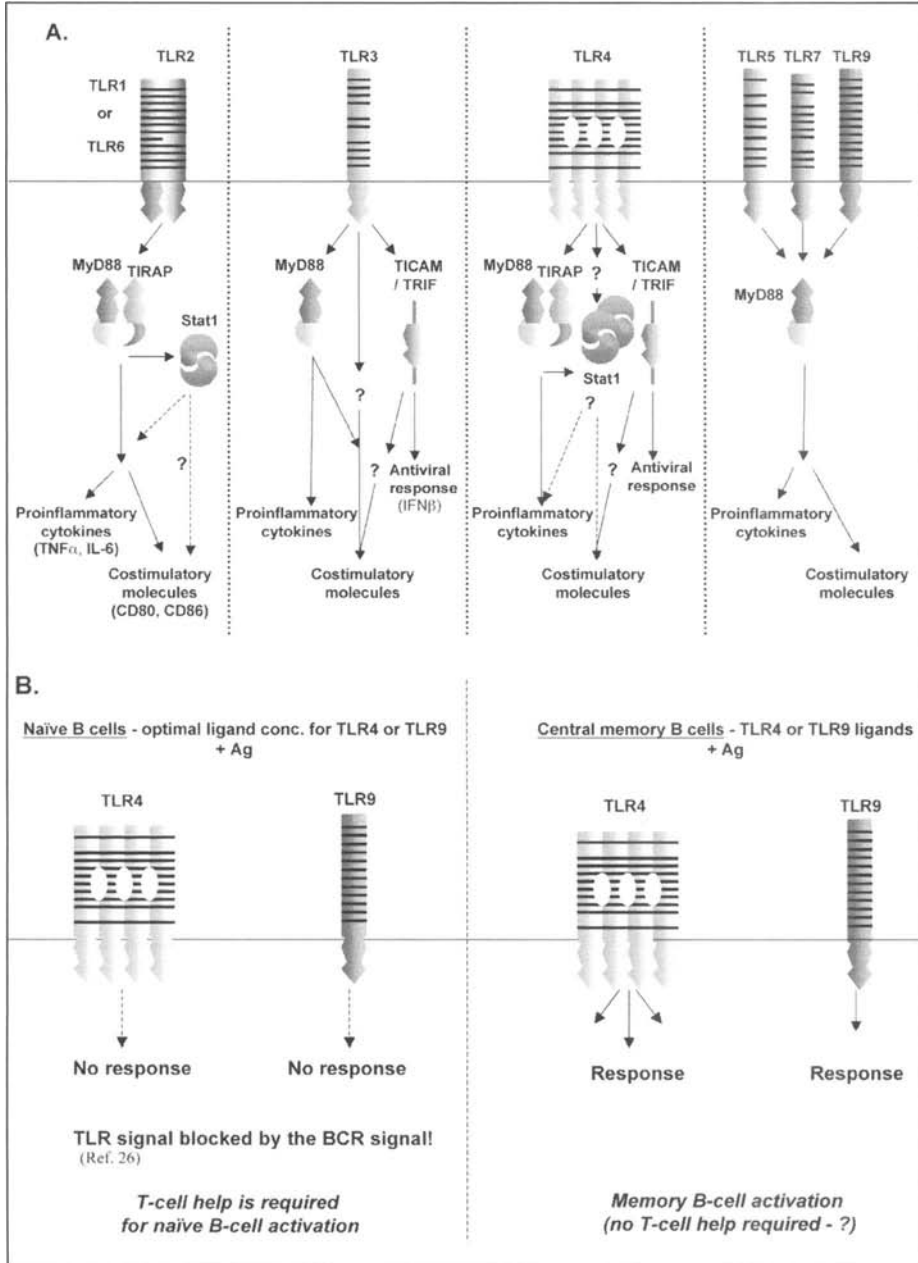 A.
TLR2
TLR1
or
TLR6
MyD88
TIRAP
Stat1
?
Proinflammatory
cytokines
(TNFα, IL-6)
Costimulatory
molecules
(CD80, CD86)
TLR3
MyD88
TICAM
/ TRIF
?
?
Antiviral
response
(IFNβ)
Proinflammatory
cytokines
Costimulatory
molecules
TLR4
MyD88
TIRAP
?
TICAM
/ TRIF
Stat1
?
?
Antiviral
response
Proinflammatory
cytokines
Costimulatory
molecules
TLR5 TLR7 TLR9
MyD88
Proinflammatory
cytokines
Costimulatory
molecules
B.
Naïve B cells - optimal ligand conc. for TLR4 or TLR9
+ Ag
TLR4
TLR9
No response
No response
TLR signal blocked by the BCR signal!
(Ref. 26)
T-cell help is required
for naïve B-cell activation
Central memory B cells - TLR4 or TLR9 ligands
+ Ag
TLR4
TLR9
Response
Response
Memory B-cell activation
(no T-cell help required - ?)